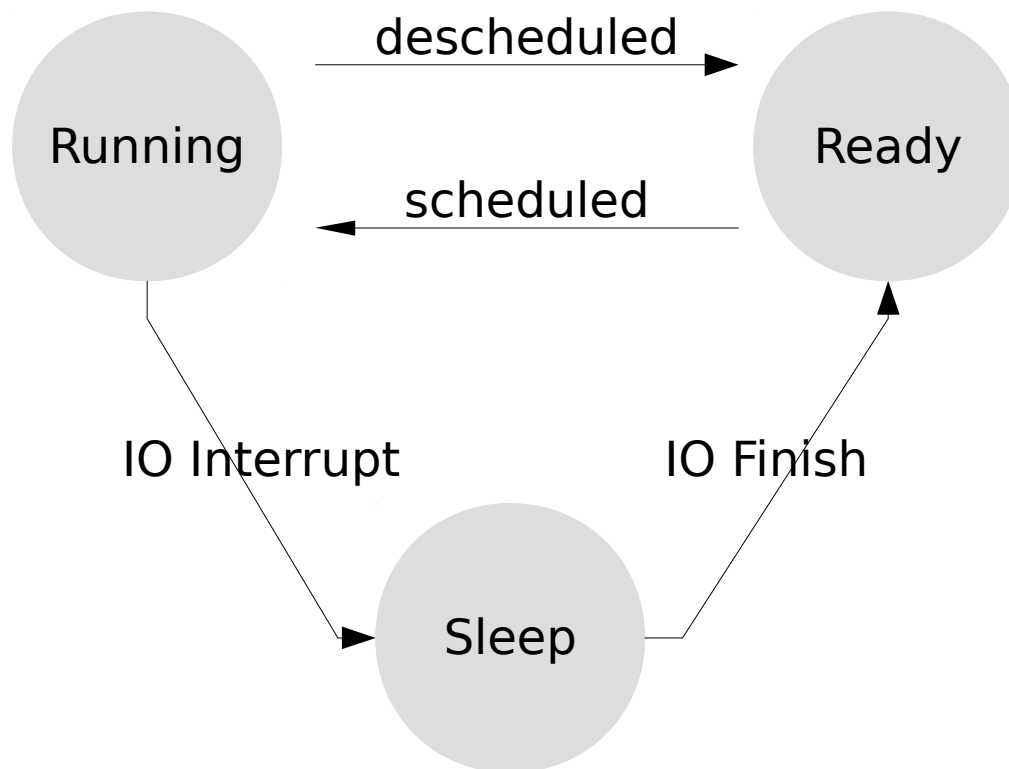 descheduled
Running
Ready
scheduled
IO Interrupt
IO Finish
Sleep